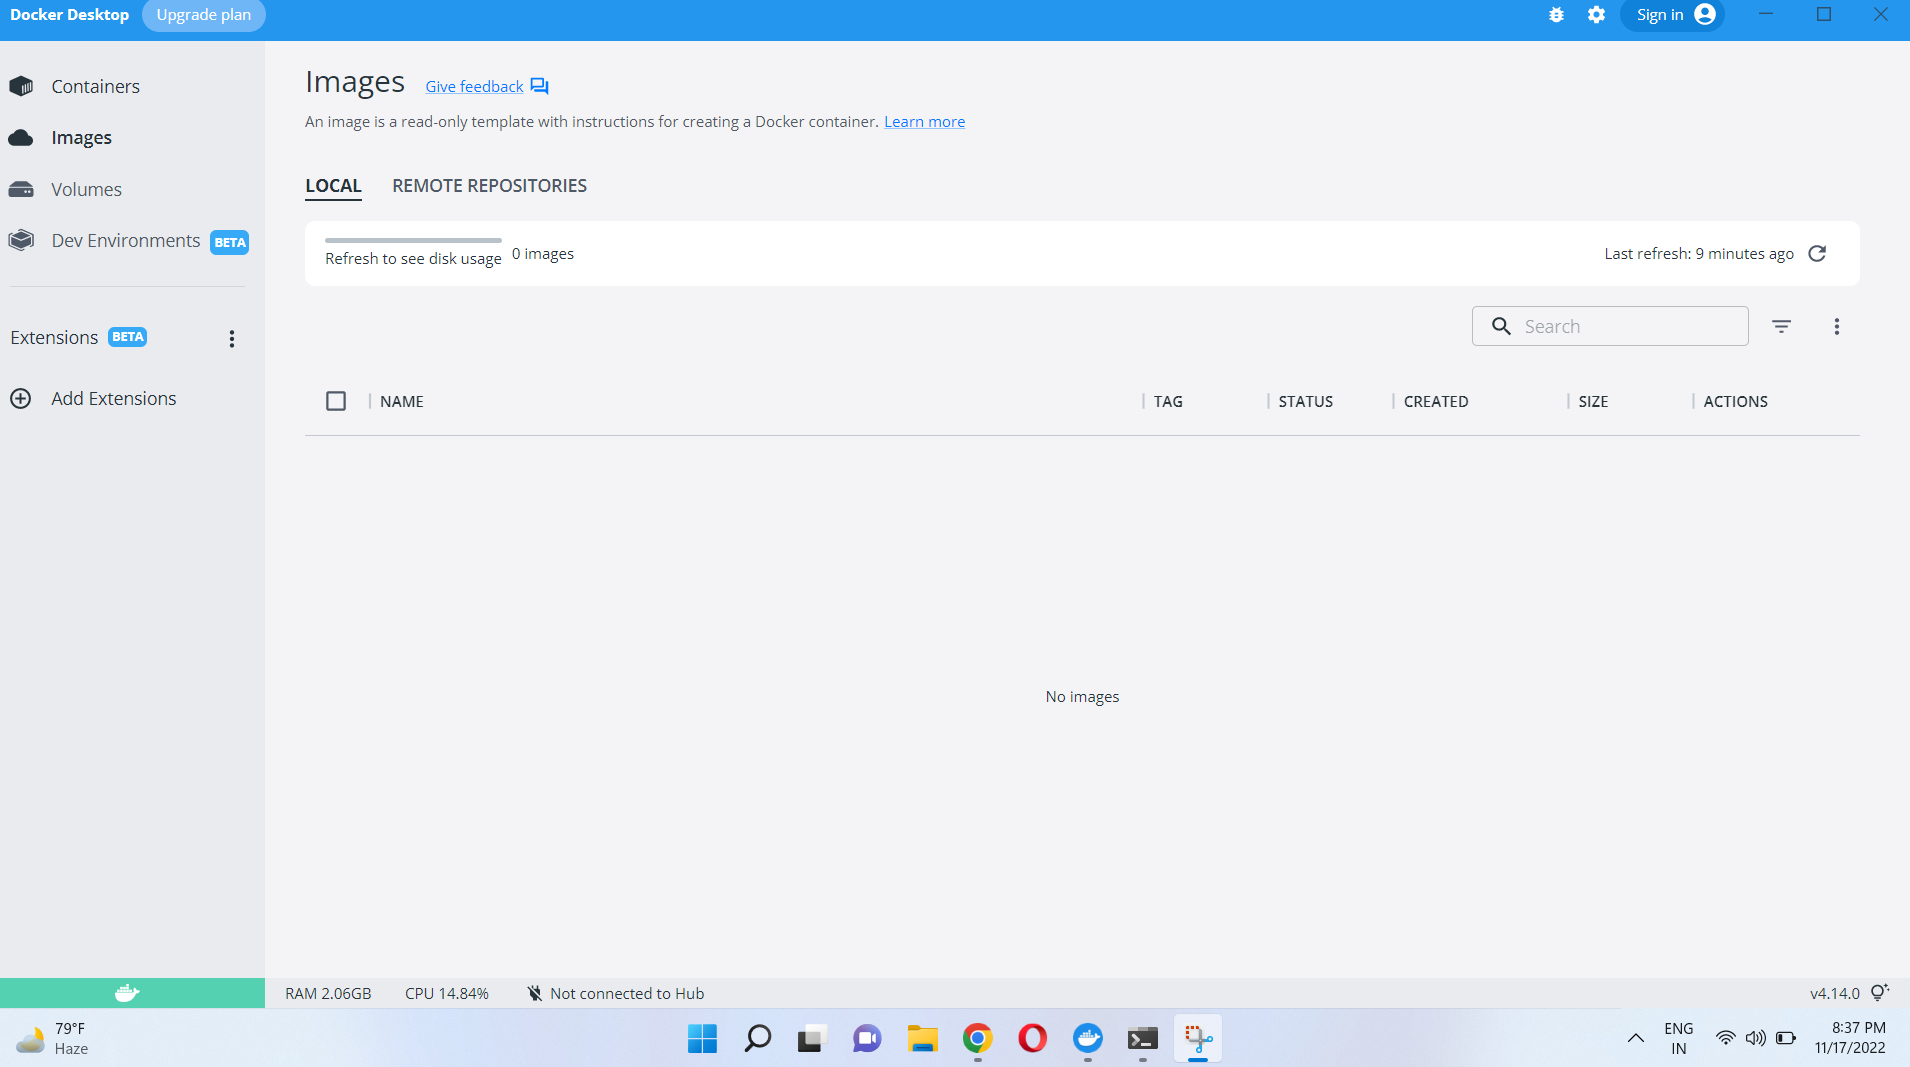 Docker Desktop
Upgrade plan
Sign in
Containers
Images
Volumes
Dev Environments BETA
Extensions BETA
Add Extensions
Images Give feedback
An image is a read-only template with instructions for creating a Docker container. Learn more
LOCAL REMOTE REPOSITORIES
Refresh to see disk usage 0 images
Last refresh: 9 minutes ago
Search
NAME TAG STATUS CREATED SIZE ACTIONS
No images
RAM 2.06GB CPU 14.84% Not connected to Hub
v4.14.0
79°F
Haze
ENG
IN
8:37 PM
11/17/2022